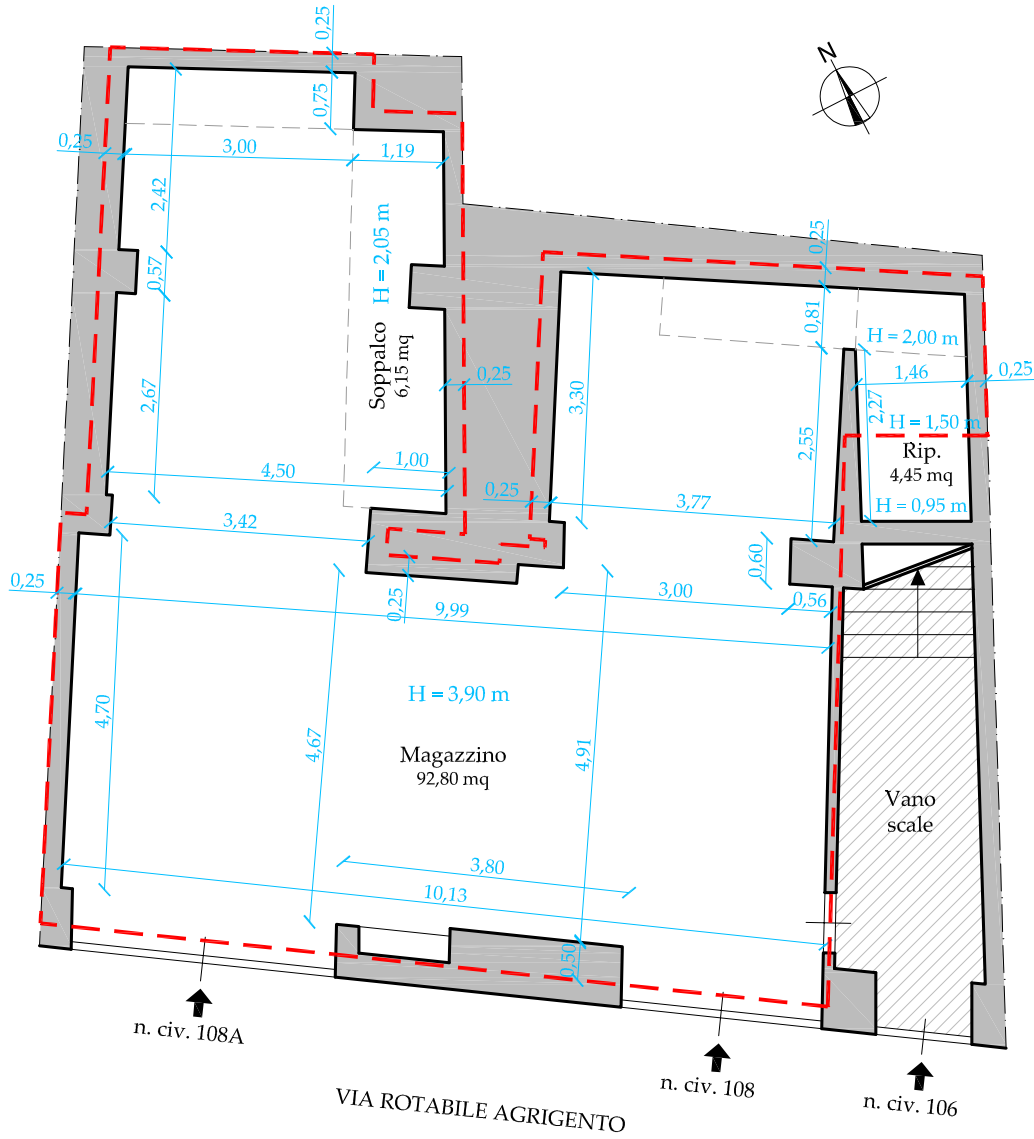 0,25
N
0,75
0,25
3,00
1,19
2,42
H = 2,05 m
0,25
0,57
0,81
H = 2,00 m
Soppalco
6,15 mq
0,25
1,46
0,25
2,67
3,30
2,27
H = 1,50 m
2,55
Rip.
4,45 mq
1,00
4,50
0,25
3,77
H = 0,95 m
3,42
0,60
0,25
9,99
0,25
3,00
0,56
H = 3,90 m
4,70
4,67
4,91
Magazzino
92,80 mq
Vano
scale
3,80
10,13
0,50
n. civ. 108A
n. civ. 108
n. civ. 106
VIA ROTABILE AGRIGENTO